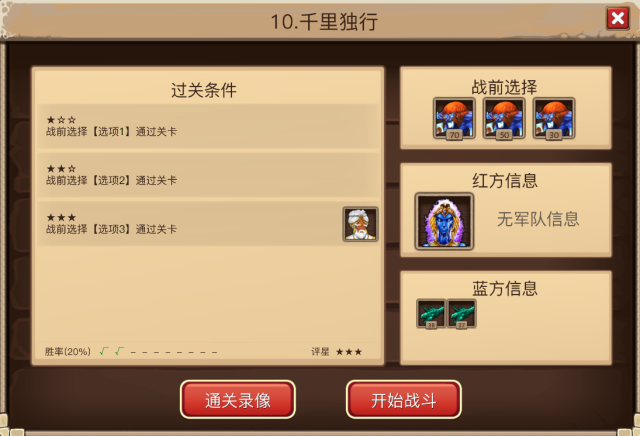 10.千里独行
过关条件
★☆☆
战前选择【选项1】通过关卡
★★☆
战前选择【选项2】通过关卡
★★★
战前选择【选项3】通过关卡
胜率(20%) √ √ － － － － － － － －
评星 ★★★
战前选择
70 50 30
红方信息
无军队信息
蓝方信息
通关录像
开始战斗